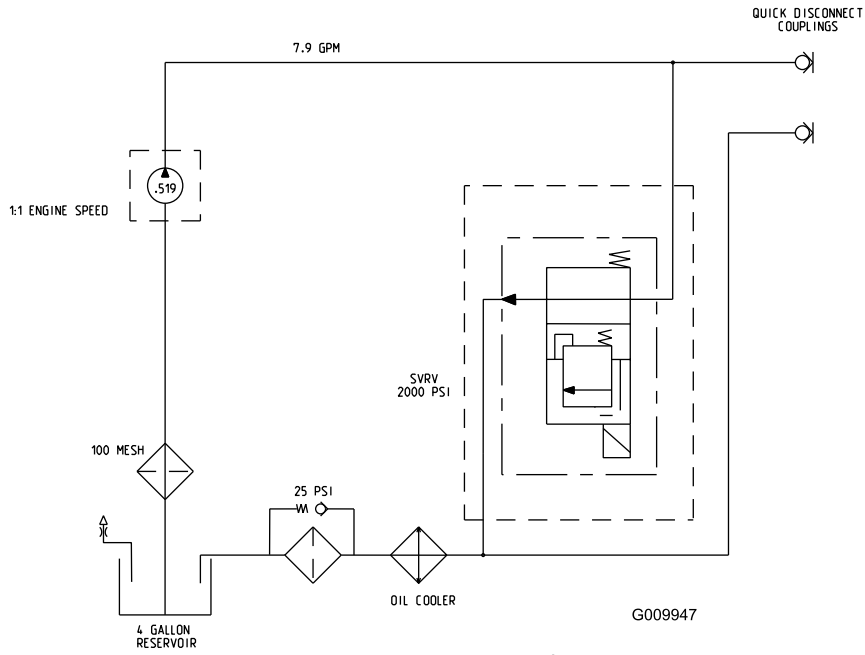 QUICK DISCONNECT
COUPLINGS
7.9 GPM
.519
1:1 ENGINE SPEED
SVRV
2000 PSI
100 MESH
25 PSI
OIL COOLER
G009947
4 GALLON
RESERVOIR